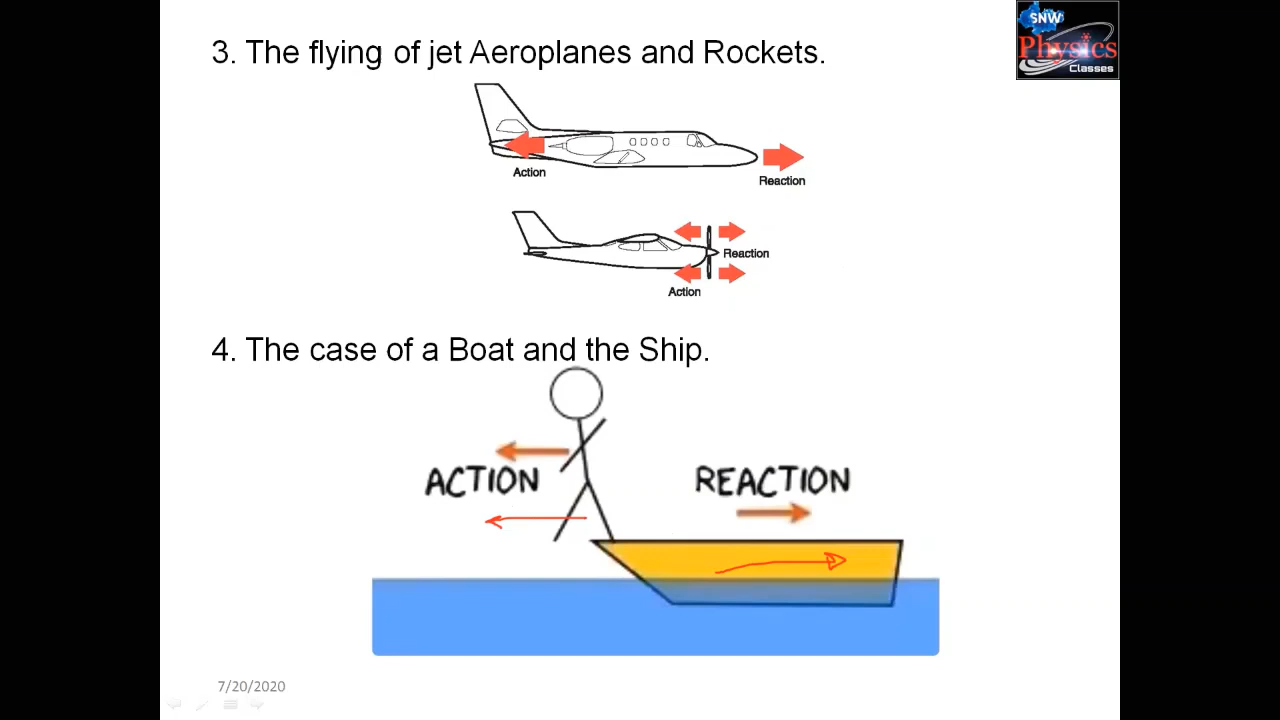 SNW
Physics
Classes
3. The flying of jet Aeroplanes and Rockets.
Action
Reaction
Reaction
Action
4. The case of a Boat and the Ship.
ACTION
REACTION
7/20/2020